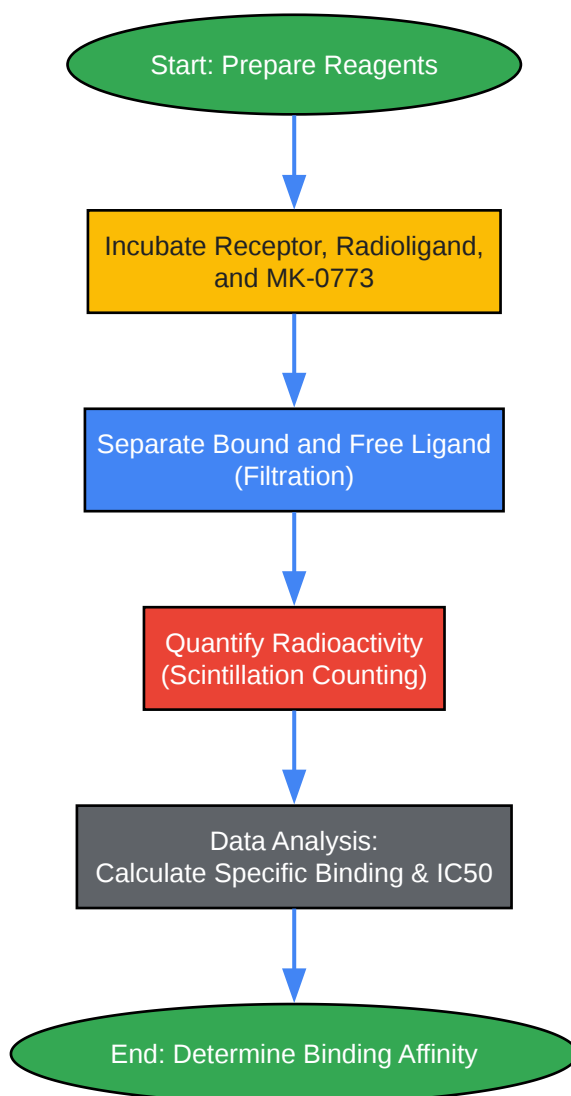 Start: Prepare Reagents
Incubate Receptor, Radioligand,
and MK-0773
Separate Bound and Free Ligand
(Filtration)
Quantify Radioactivity
(Scintillation Counting)
Data Analysis:
Calculate Specific Binding & IC50
End: Determine Binding Affinity